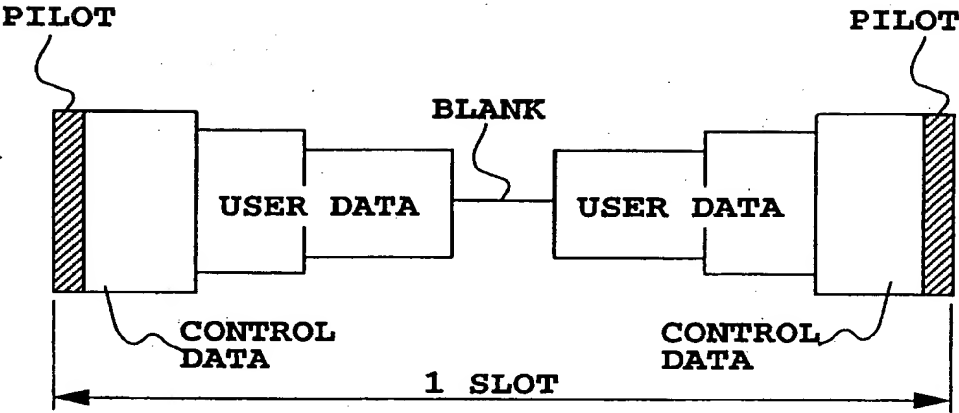 PILOT
PILOT
BLANK
USER DATA
USER DATA
CONTROL
DATA
CONTROL
DATA
1 SLOT